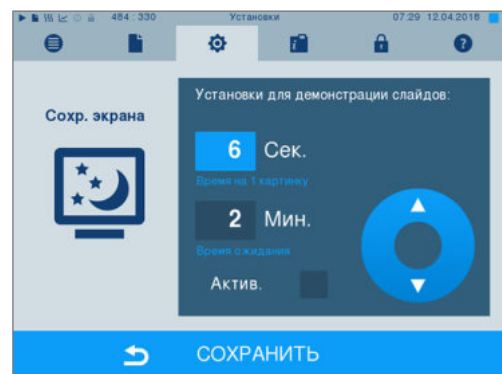 484 : 330 Установки 07:29 12.04.2018
Сохр. экрана
Установки для демонстрации слайдов:
6 Сек.
Время на 1 картинку
2 Мин.
Время ожидания
Актив.
СОХРАНИТЬ